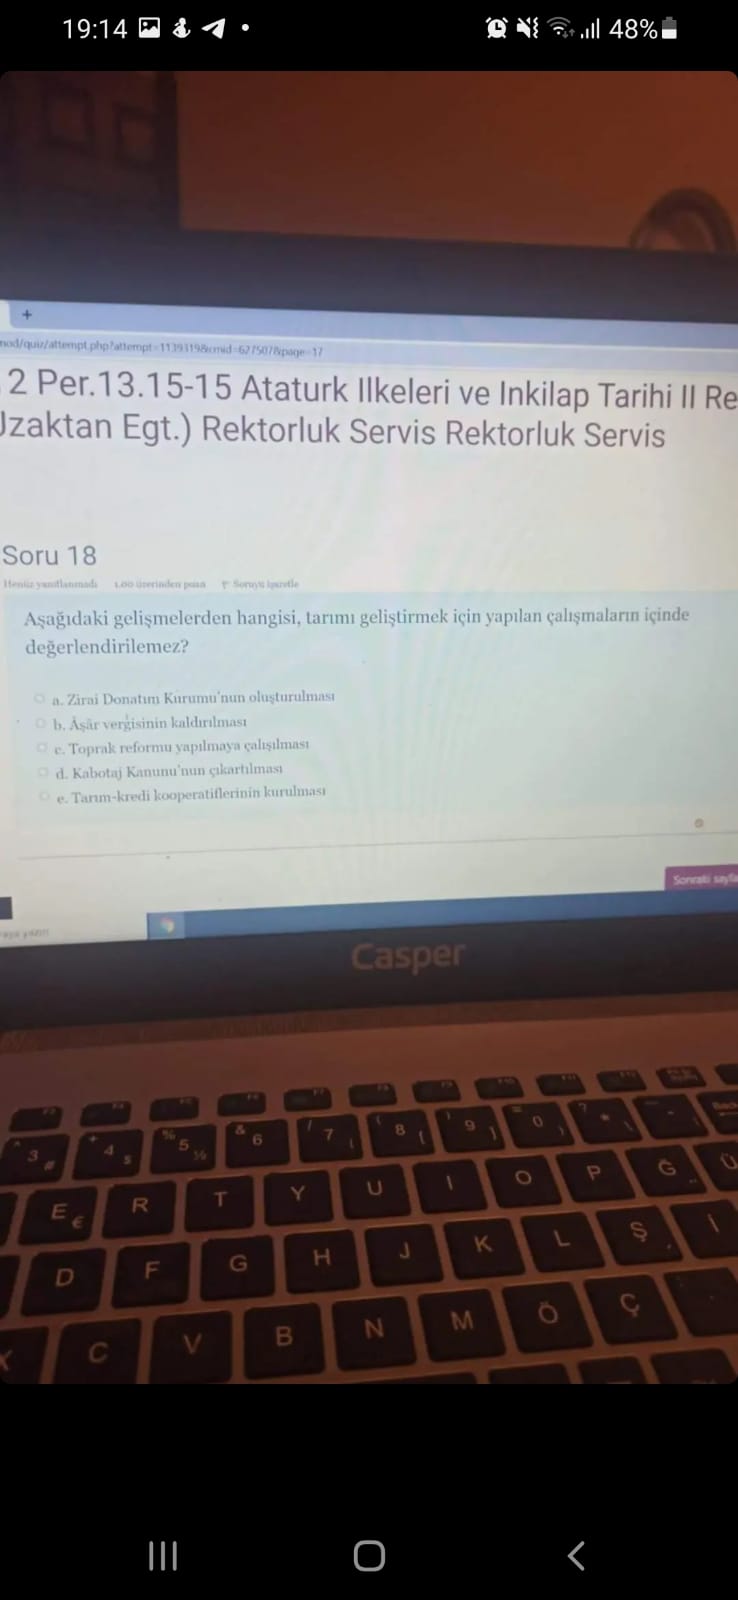 19:14
48%
+
mod/quiz/attempt.php?attempt=1139319&cmid=627507&page=17
2 Per.13.15-15 Ataturk Ilkeleri ve Inkilap Tarihi II Re
Uzaktan Egt.) Rektorluk Servis Rektorluk Servis
Soru 18
Henüz yanıtlanmadı 1,00 üzerinden puan Soruyu işaretle
Aşağıdaki gelişmelerden hangisi, tarımı geliştirmek için yapılan çalışmaların içinde
değerlendirilemez?
a. Zirai Donatım Kurumu'nun oluşturulması
b. Âşâr vergisinin kaldırılması
c. Toprak reformu yapılmaya çalışılması
d. Kabotaj Kanunu'nun çıkartılması
e. Tarım-kredi kooperatiflerinin kurulması
Sonraki sayfa
Casper
3 # 4 $ % 5 ½ & 6 / 7 { ( 8 [ ) 9 ] = 0 } ? * \ -
E € R T Y U I O P Ğ Ü
D F G H J K L Ş İ
C V B N M Ö Ç